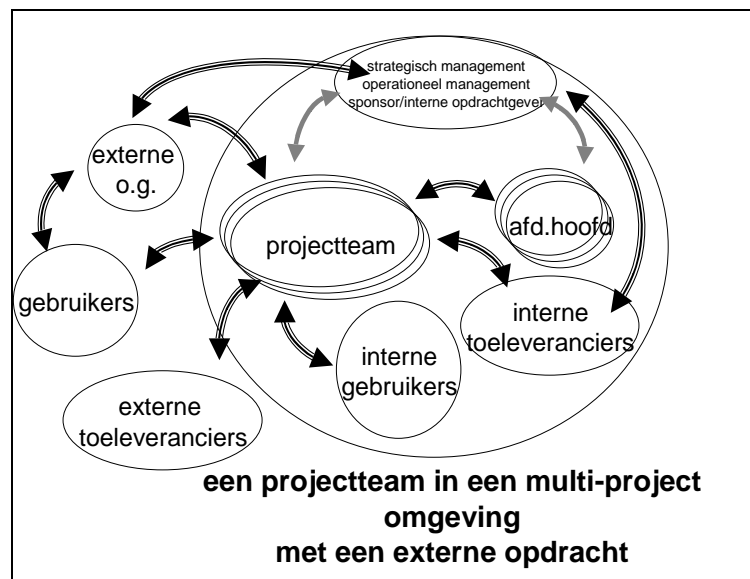 strategisch management
operationeel management
sponsor/interne opdrachtgever
externe
o.g.
projectteam
afd.hoofd
gebruikers
interne
toeleveranciers
interne
gebruikers
externe
toeleveranciers
een projectteam in een multi-project
omgeving
met een externe opdracht